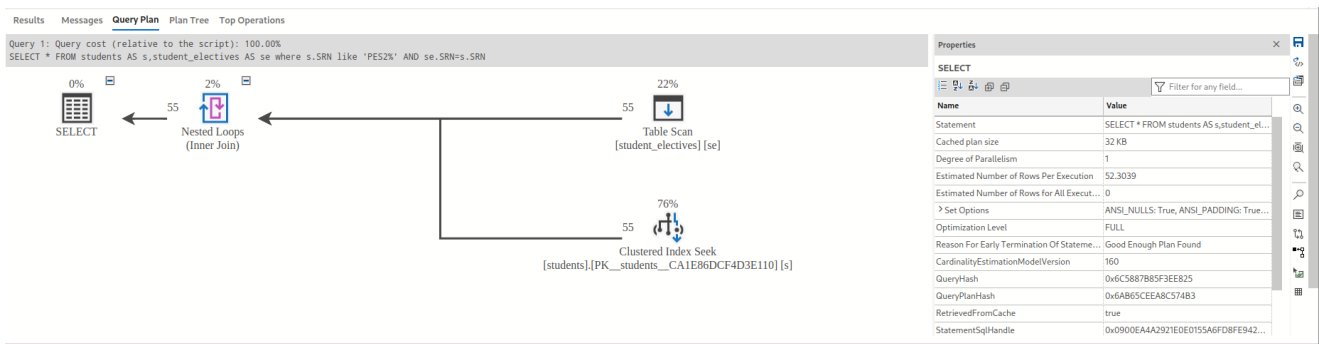 Results Messages Query Plan Plan Tree Top Operations
Query 1: Query cost (relative to the script): 100.00%
SELECT * FROM students AS s,student_electives AS se where s.SRN like 'PES2%' AND se.SRN=s.SRN
0%
SELECT
55
2%
Nested Loops
(Inner Join)
22%
55
Table Scan
[student_electives] [se]
76%
55
Clustered Index Seek
[students].[PK__students__CA1E86DCF4D3E110] [s]
Properties
SELECT
Filter for any field...
Name Value
Statement SELECT * FROM students AS s,student_el...
Cached plan size 32 KB
Degree of Parallelism 1
Estimated Number of Rows Per Execution 52.3039
Estimated Number of Rows for All Execut... 0
Set Options ANSI_NULLS: True, ANSI_PADDING: True...
Optimization Level FULL
Reason For Early Termination Of Stateme... Good Enough Plan Found
CardinalityEstimationModelVersion 160
QueryHash 0x6C5887B85F3EE825
QueryPlanHash 0x6AB65CEEA8C574B3
RetrievedFromCache true
StatementSqlHandle 0x0900EA4A2921E0E0155A6FD8FE942...